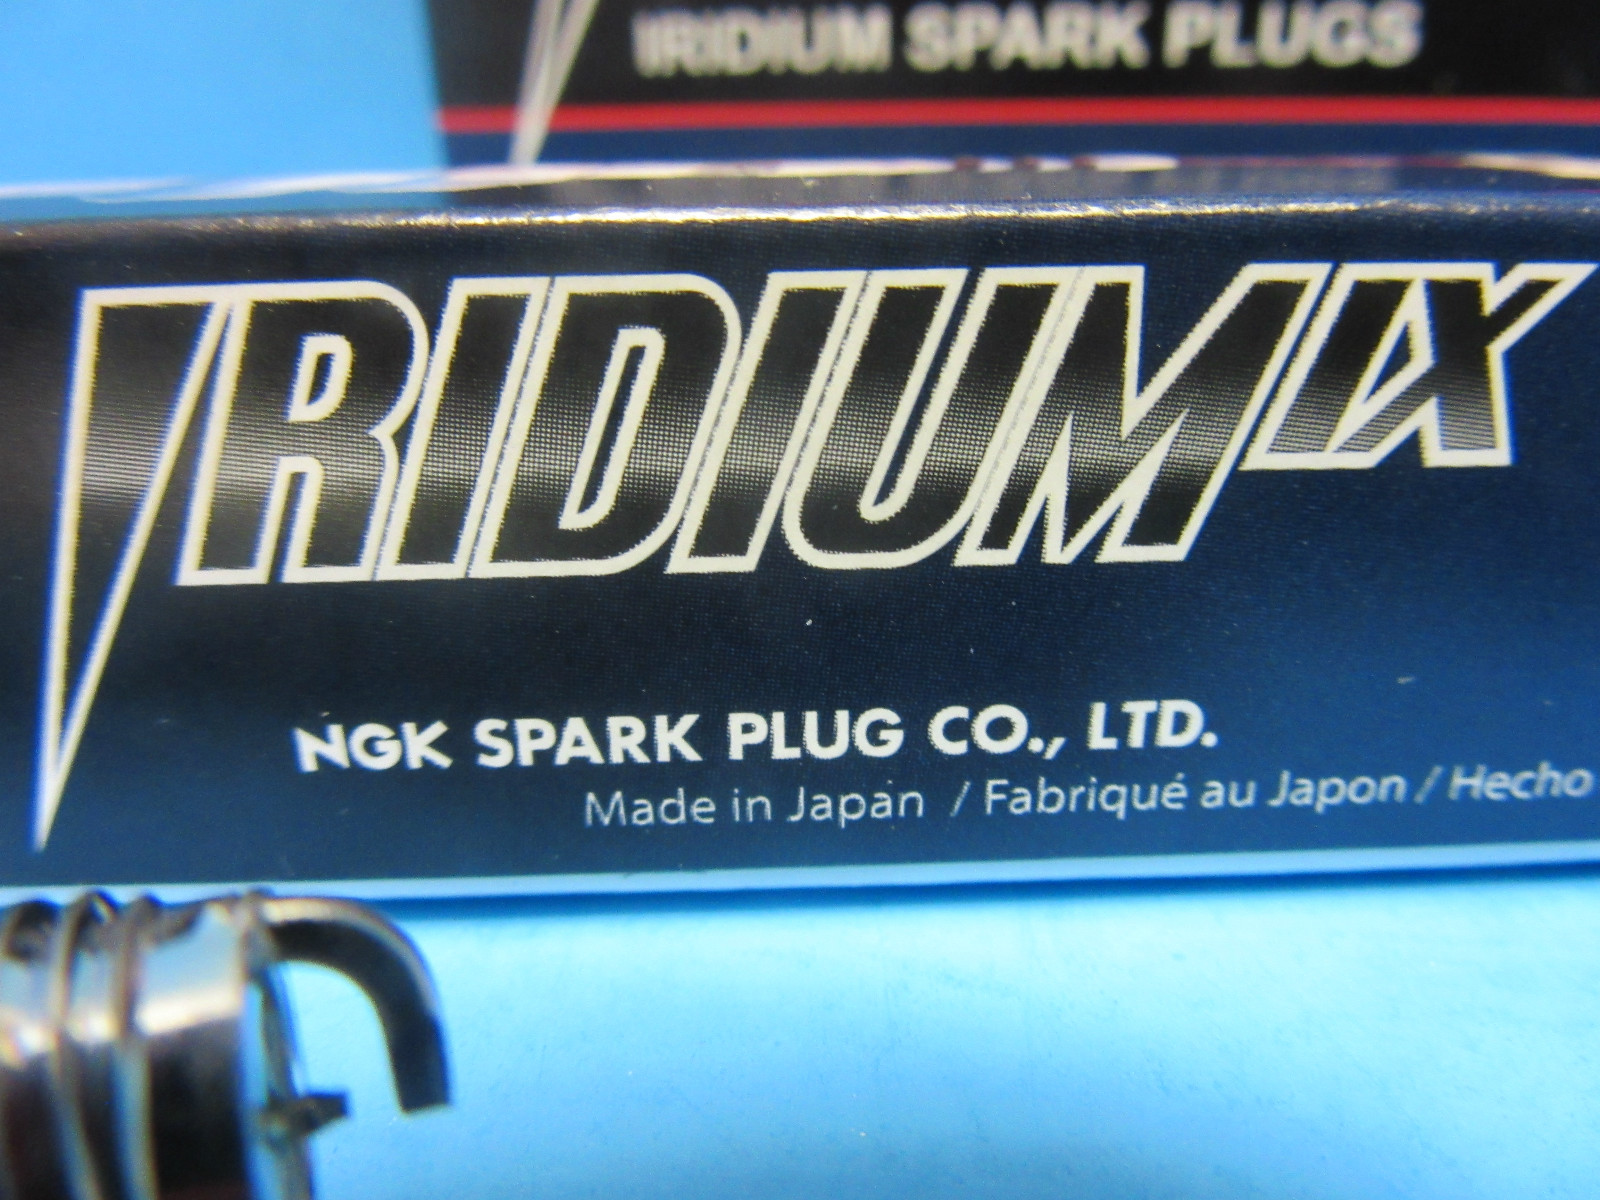 IRIDIUM SPARK PLUGS
IRIDIUM IX
NGK SPARK PLUG CO., LTD.
Made in Japan / Fabriqué au Japon / Hecho